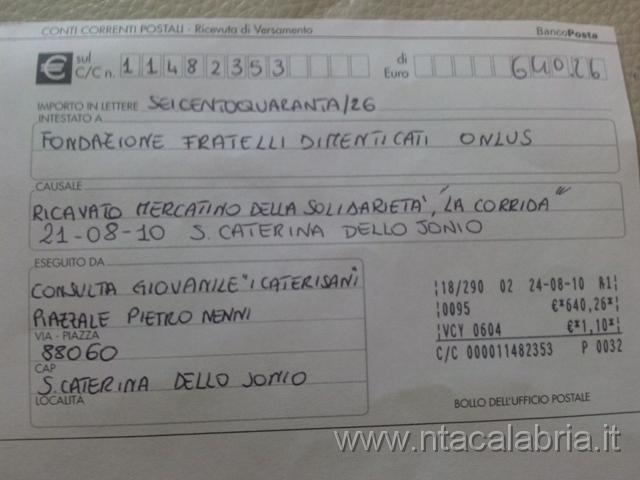 CONTI CORRENTI POSTALI - Ricevuta di Versamento BancoPosta
€ sul C/C n. 11482353 di Euro 640,26
IMPORTO IN LETTERE SEICENTOQUARANTA/26
INTESTATO A
FONDAZIONE FRATELLI DIMENTICATI ONLUS
CAUSALE
RICAVATO MERCATINO DELLA SOLIDARIETA', "LA CORRIDA"
21-08-10 S. CATERINA DELLO JONIO
ESEGUITO DA
CONSULTA GIOVANILE "I CATERISANI
PIAZZALE PIETRO NENNI
VIA - PIAZZA
88060
CAP
S. CATERINA DELLO JONIO
LOCALITÀ
18/290 02 24-08-10 R1
0095 €*640,26*
VCY 0604 €*1,10*
C/C 000011482353 P 0032
BOLLO DELL'UFFICIO POSTALE
www.ntacalabria.it